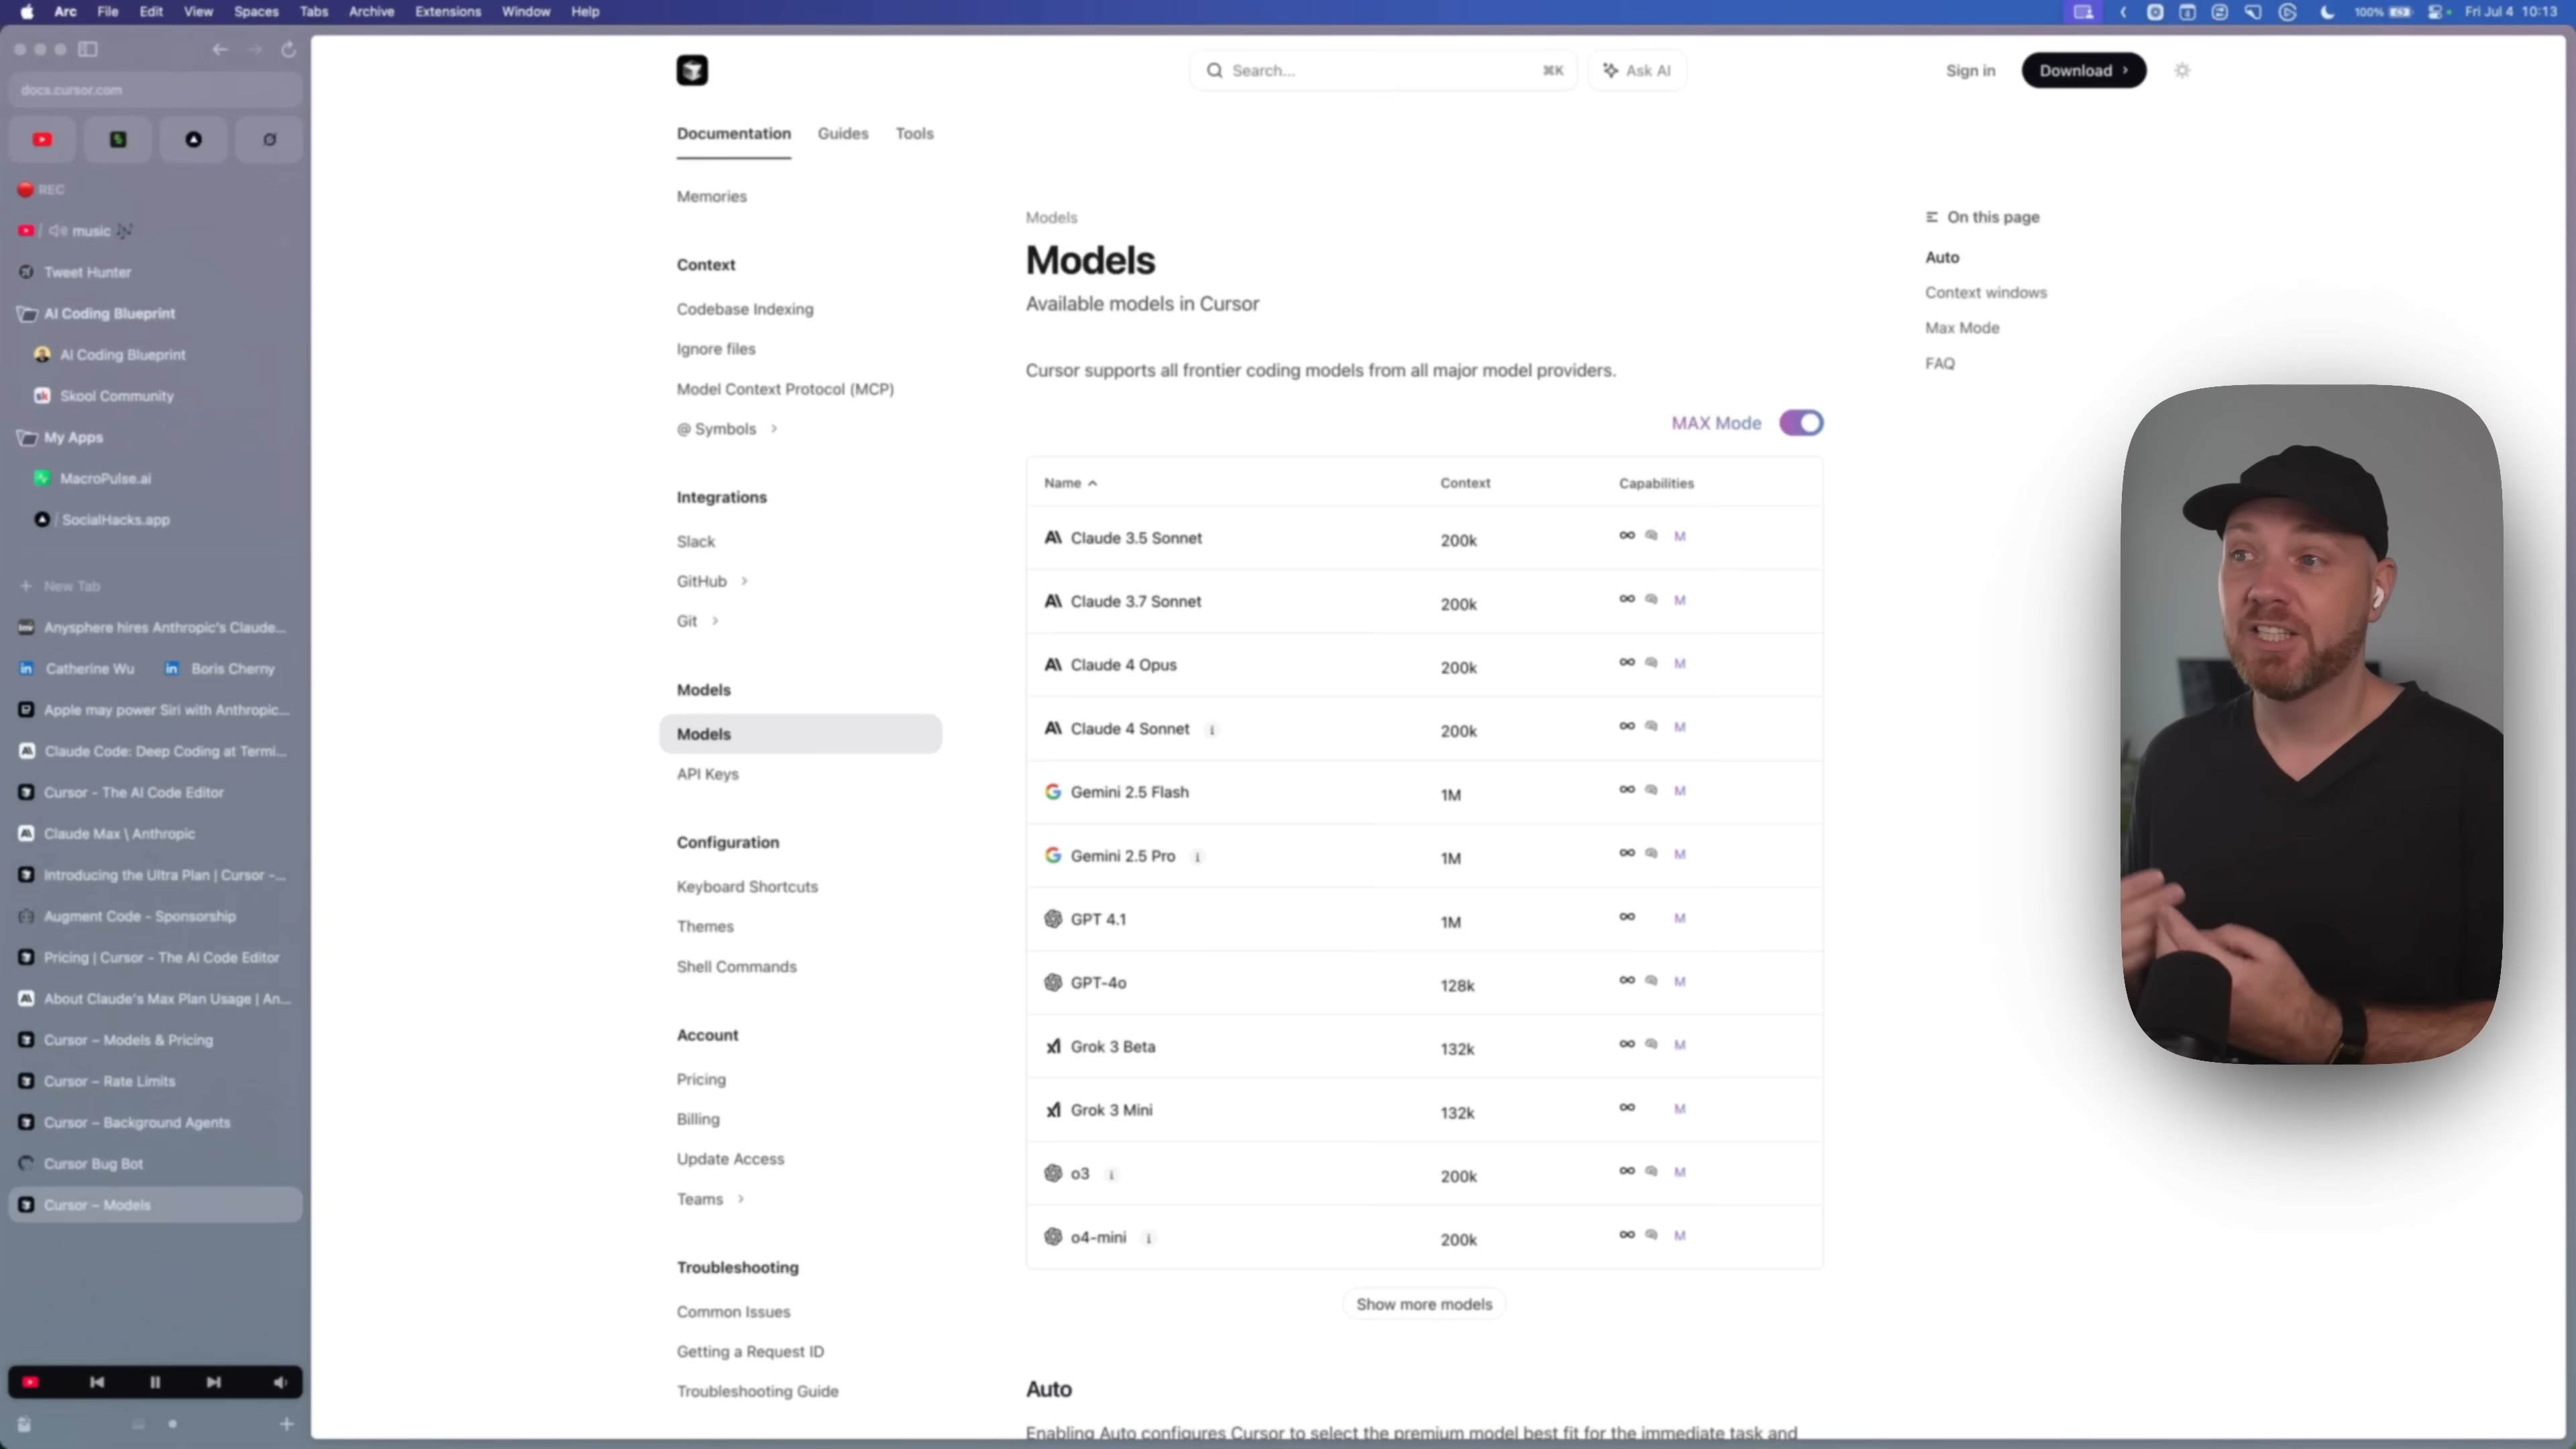 Arc File Edit View Spaces Tabs Archive Extensions Window Help
100% Fri Jul 4 10:13
docs.cursor.com
REC
music
Tweet Hunter
AI Coding Blueprint
AI Coding Blueprint
Skool Community
My Apps
MacroPulse.ai
/ SocialHacks.app
+ New Tab
Anysphere hires Anthropic's Claude...
Catherine Wu Boris Cherny
Apple may power Siri with Anthropic...
Claude Code: Deep Coding at Termi...
Cursor - The AI Code Editor
Claude Max \ Anthropic
Introducing the Ultra Plan | Cursor -...
Augment Code - Sponsorship
Pricing | Cursor - The AI Code Editor
About Claude's Max Plan Usage | An...
Cursor – Models & Pricing
Cursor – Rate Limits
Cursor – Background Agents
Cursor Bug Bot
Cursor – Models
Search... ⌘K
Ask AI
Sign in
Download
Documentation Guides Tools
Memories
Context
Codebase Indexing
Ignore files
Model Context Protocol (MCP)
@ Symbols
Integrations
Slack
GitHub
Git
Models
Models
API Keys
Configuration
Keyboard Shortcuts
Themes
Shell Commands
Account
Pricing
Billing
Update Access
Teams
Troubleshooting
Common Issues
Getting a Request ID
Troubleshooting Guide
Models
Models
Available models in Cursor
Cursor supports all frontier coding models from all major model providers.
MAX Mode
Name Context Capabilities
Claude 3.5 Sonnet 200k M
Claude 3.7 Sonnet 200k M
Claude 4 Opus 200k M
Claude 4 Sonnet 200k M
Gemini 2.5 Flash 1M M
Gemini 2.5 Pro 1M M
GPT 4.1 1M M
GPT-4o 128k M
Grok 3 Beta 132k M
Grok 3 Mini 132k M
o3 200k M
o4-mini 200k M
Show more models
Auto
Enabling Auto configures Cursor to select the premium model best fit for the immediate task and
On this page
Auto
Context windows
Max Mode
FAQ